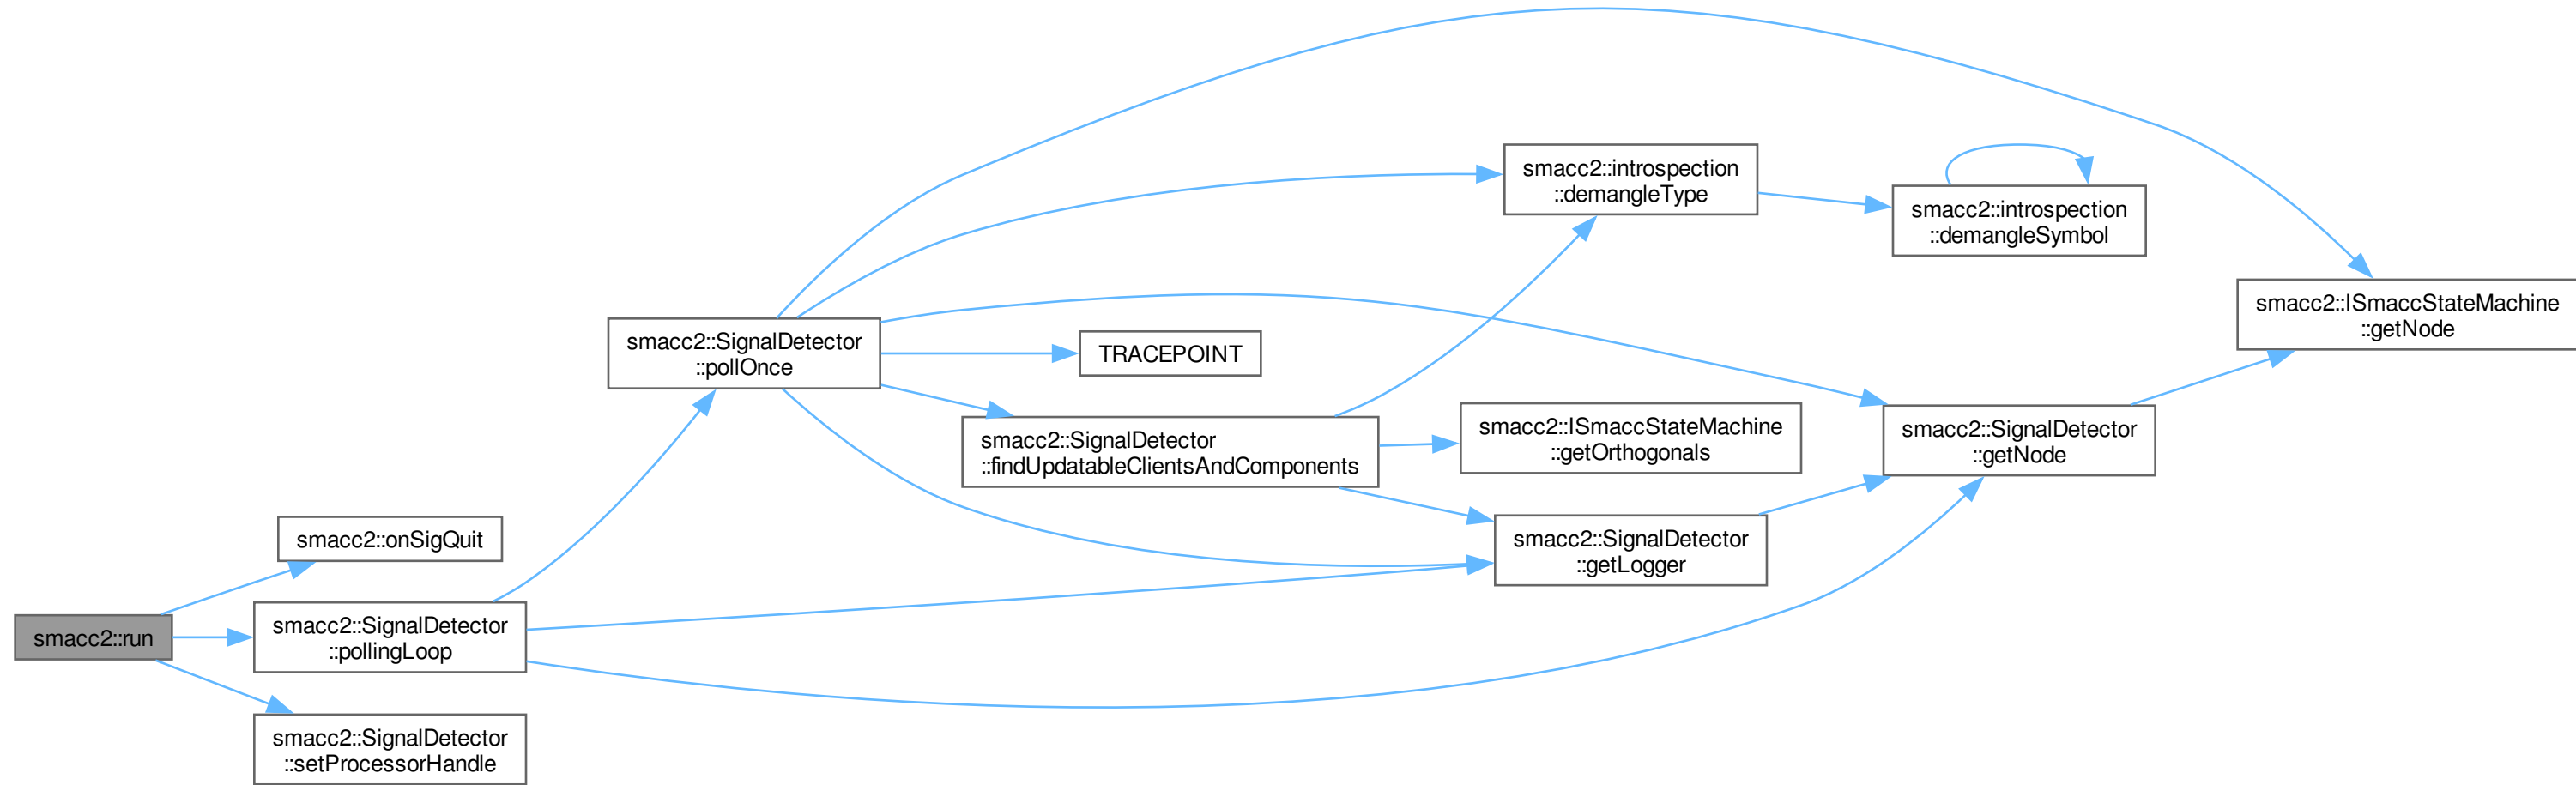 smacc2::introspection
::demangleType
smacc2::introspection
::demangleSymbol
smacc2::ISmaccStateMachine
::getNode
smacc2::SignalDetector
::pollOnce
TRACEPOINT
smacc2::SignalDetector
::findUpdatableClientsAndComponents
smacc2::ISmaccStateMachine
::getOrthogonals
smacc2::SignalDetector
::getNode
smacc2::onSigQuit
smacc2::SignalDetector
::getLogger
smacc2::run
smacc2::SignalDetector
::pollingLoop
smacc2::SignalDetector
::setProcessorHandle